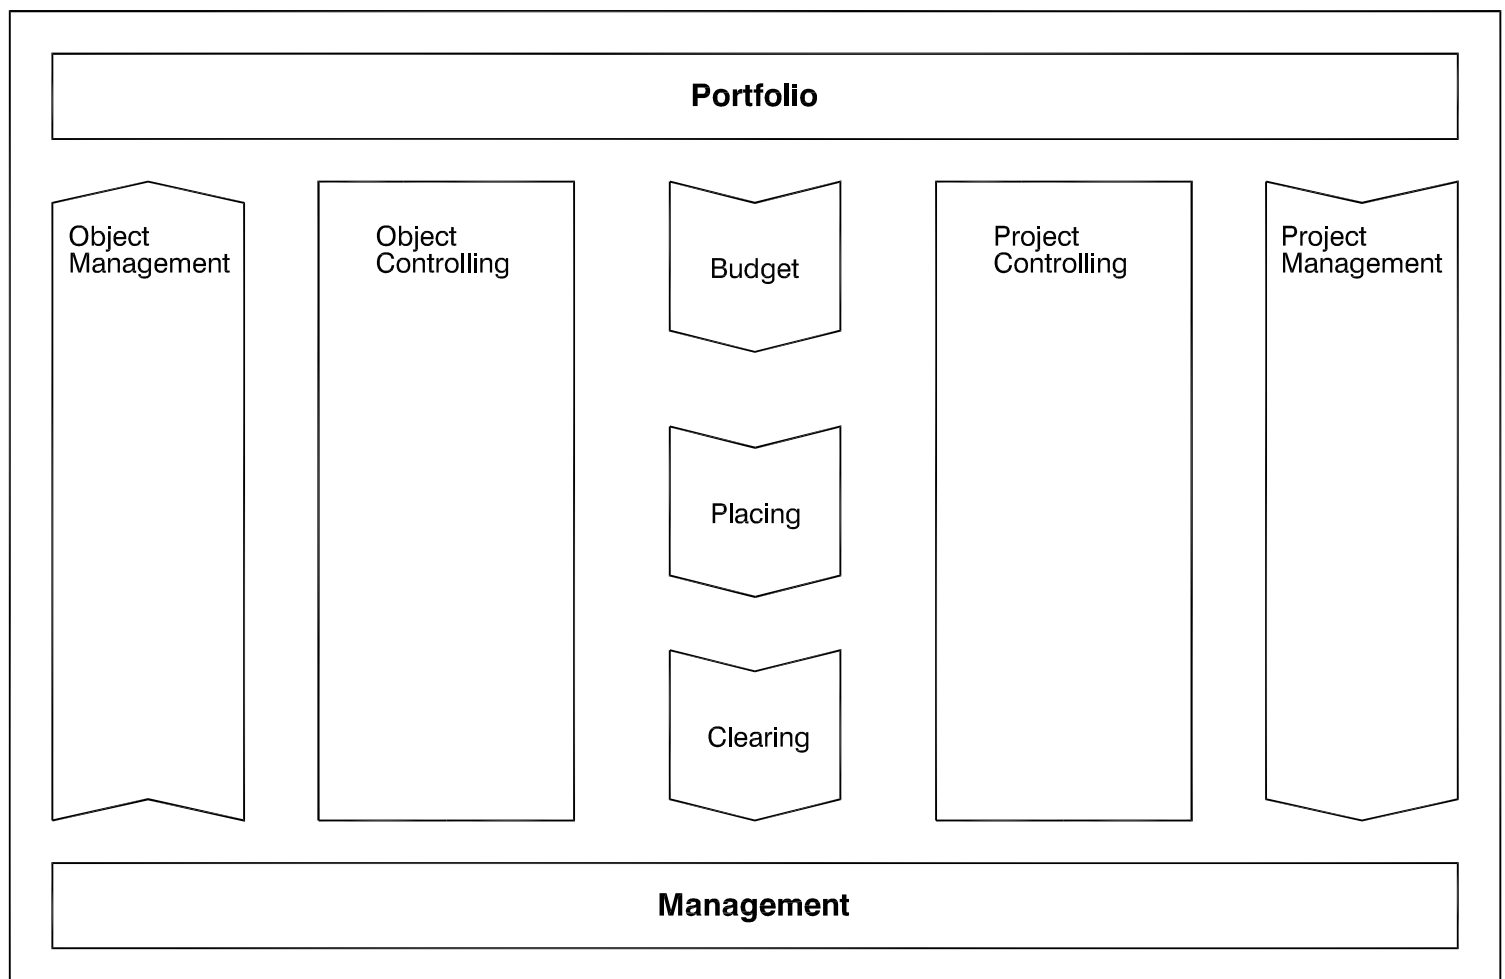 Portfolio
Object
Management
Object
Controlling
Budget
Project
Controlling
Project
Management
Placing
Clearing
Management